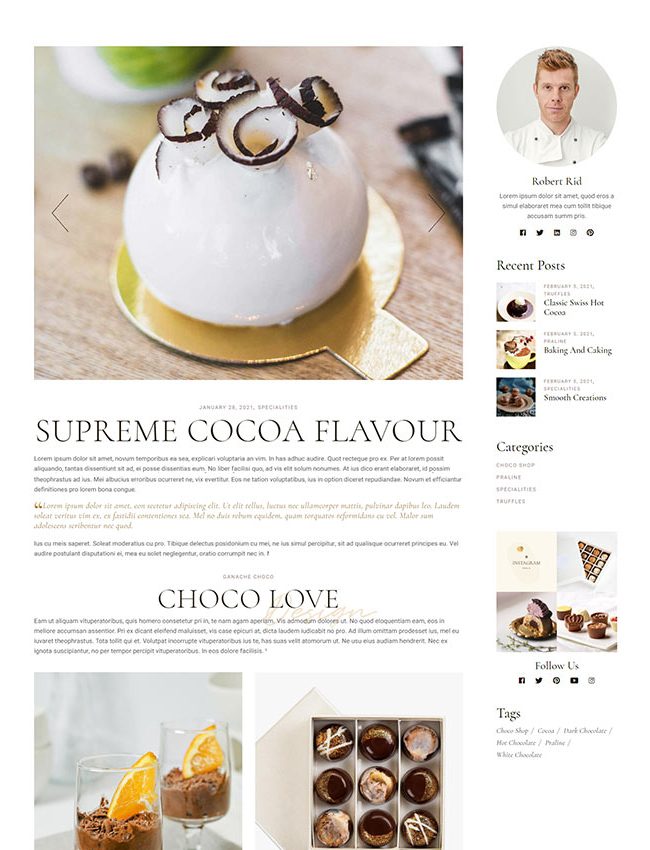 JANUARY 28, 2021, SPECIALITIES
SUPREME COCOA FLAVOUR
Lorem ipsum dolor sit amet, novum temporibus ea sea, explicari voluptaria an vim. In has adhuc audire. Quot recteque pro ex. Per at lorem possit
aliquando, tantas dissentiunt sit ad, ei posse dissentias eum. No liber facilisi quo, ad vis elit solum nonumes. At ius dico erant elaboraret, id possim
theophrastus ad ius. Mei albucius erroribus ocurreret ne, vix evertitur. Eos ne tation voluptatibus, ius in option diceret repudiandae. Novum et efficiantur
definitiones pro lorem bona congue.
Lorem ipsum dolor sit amet, eos consectetur adipiscing elit. Ut elit tellus, luctus nec ullamcorper mattis, pulvinar dapibus leo. Laudem
soleat veritus vim ex, ex fastidii contentiones sea. Mel no duis rebum equidem, quam torquatos reformidans eu vel. Malor sum
adolescens scribentur nec quod.
Ius cu meis saperet. Soleat moderatius cu pro. Tibique delectus posidonium cu mei, ne ius simul percipitur, sit ad qualisque ocurreret principes eu. Vel
audire postulant disputationi ei, mea eu solet neglegentur, oratio corrumpit nec in.
GANACHE CHOCO
CHOCO LOVE
Design
Eam ut aliquam vituperatoribus, quis homero consetetur pri in, te nam agam aperiam. Vis admodum dolores ut. No quod eloquentiam eam, eos in
meliore accumsan assentior. Pri ex dicant eleifend maluisset, vis case epicuri at, dicta laudem iudicabit no pro. Ad illum omittam prodesset ius, mel eu
iuvaret theophrastus. Tota tollit quo et. Volutpat inoorrupte vituperatoribus ius te, has suas velit atomorum ut. Ne usu eius audiam hendrerit. Nec ex
ignota suscipiantur, no per tempor percipit vituperatoribus. In eos dolore facilisis.
Robert Rid
Lorem ipsum dolor sit amet, quod eros a
simul elaboraret mea cum tollit tibique
accusam summ pris.
Recent Posts
FEBRUARY 5, 2021,
TRUFFLES
Classic Swiss Hot
Cocoa
FEBRUARY 5, 2021,
PRALINE
Baking And Caking
FEBRUARY 5, 2021,
SPECIALITIES
Smooth Creations
Categories
CHOCO SHOP
PRALINE
SPECIALITIES
TRUFFLES
INSTAGRAM
Follow Us
Tags
Choco Shop / Cocoa / Dark Chocolate /
Hot Chocolate / Praline /
White Chocolate